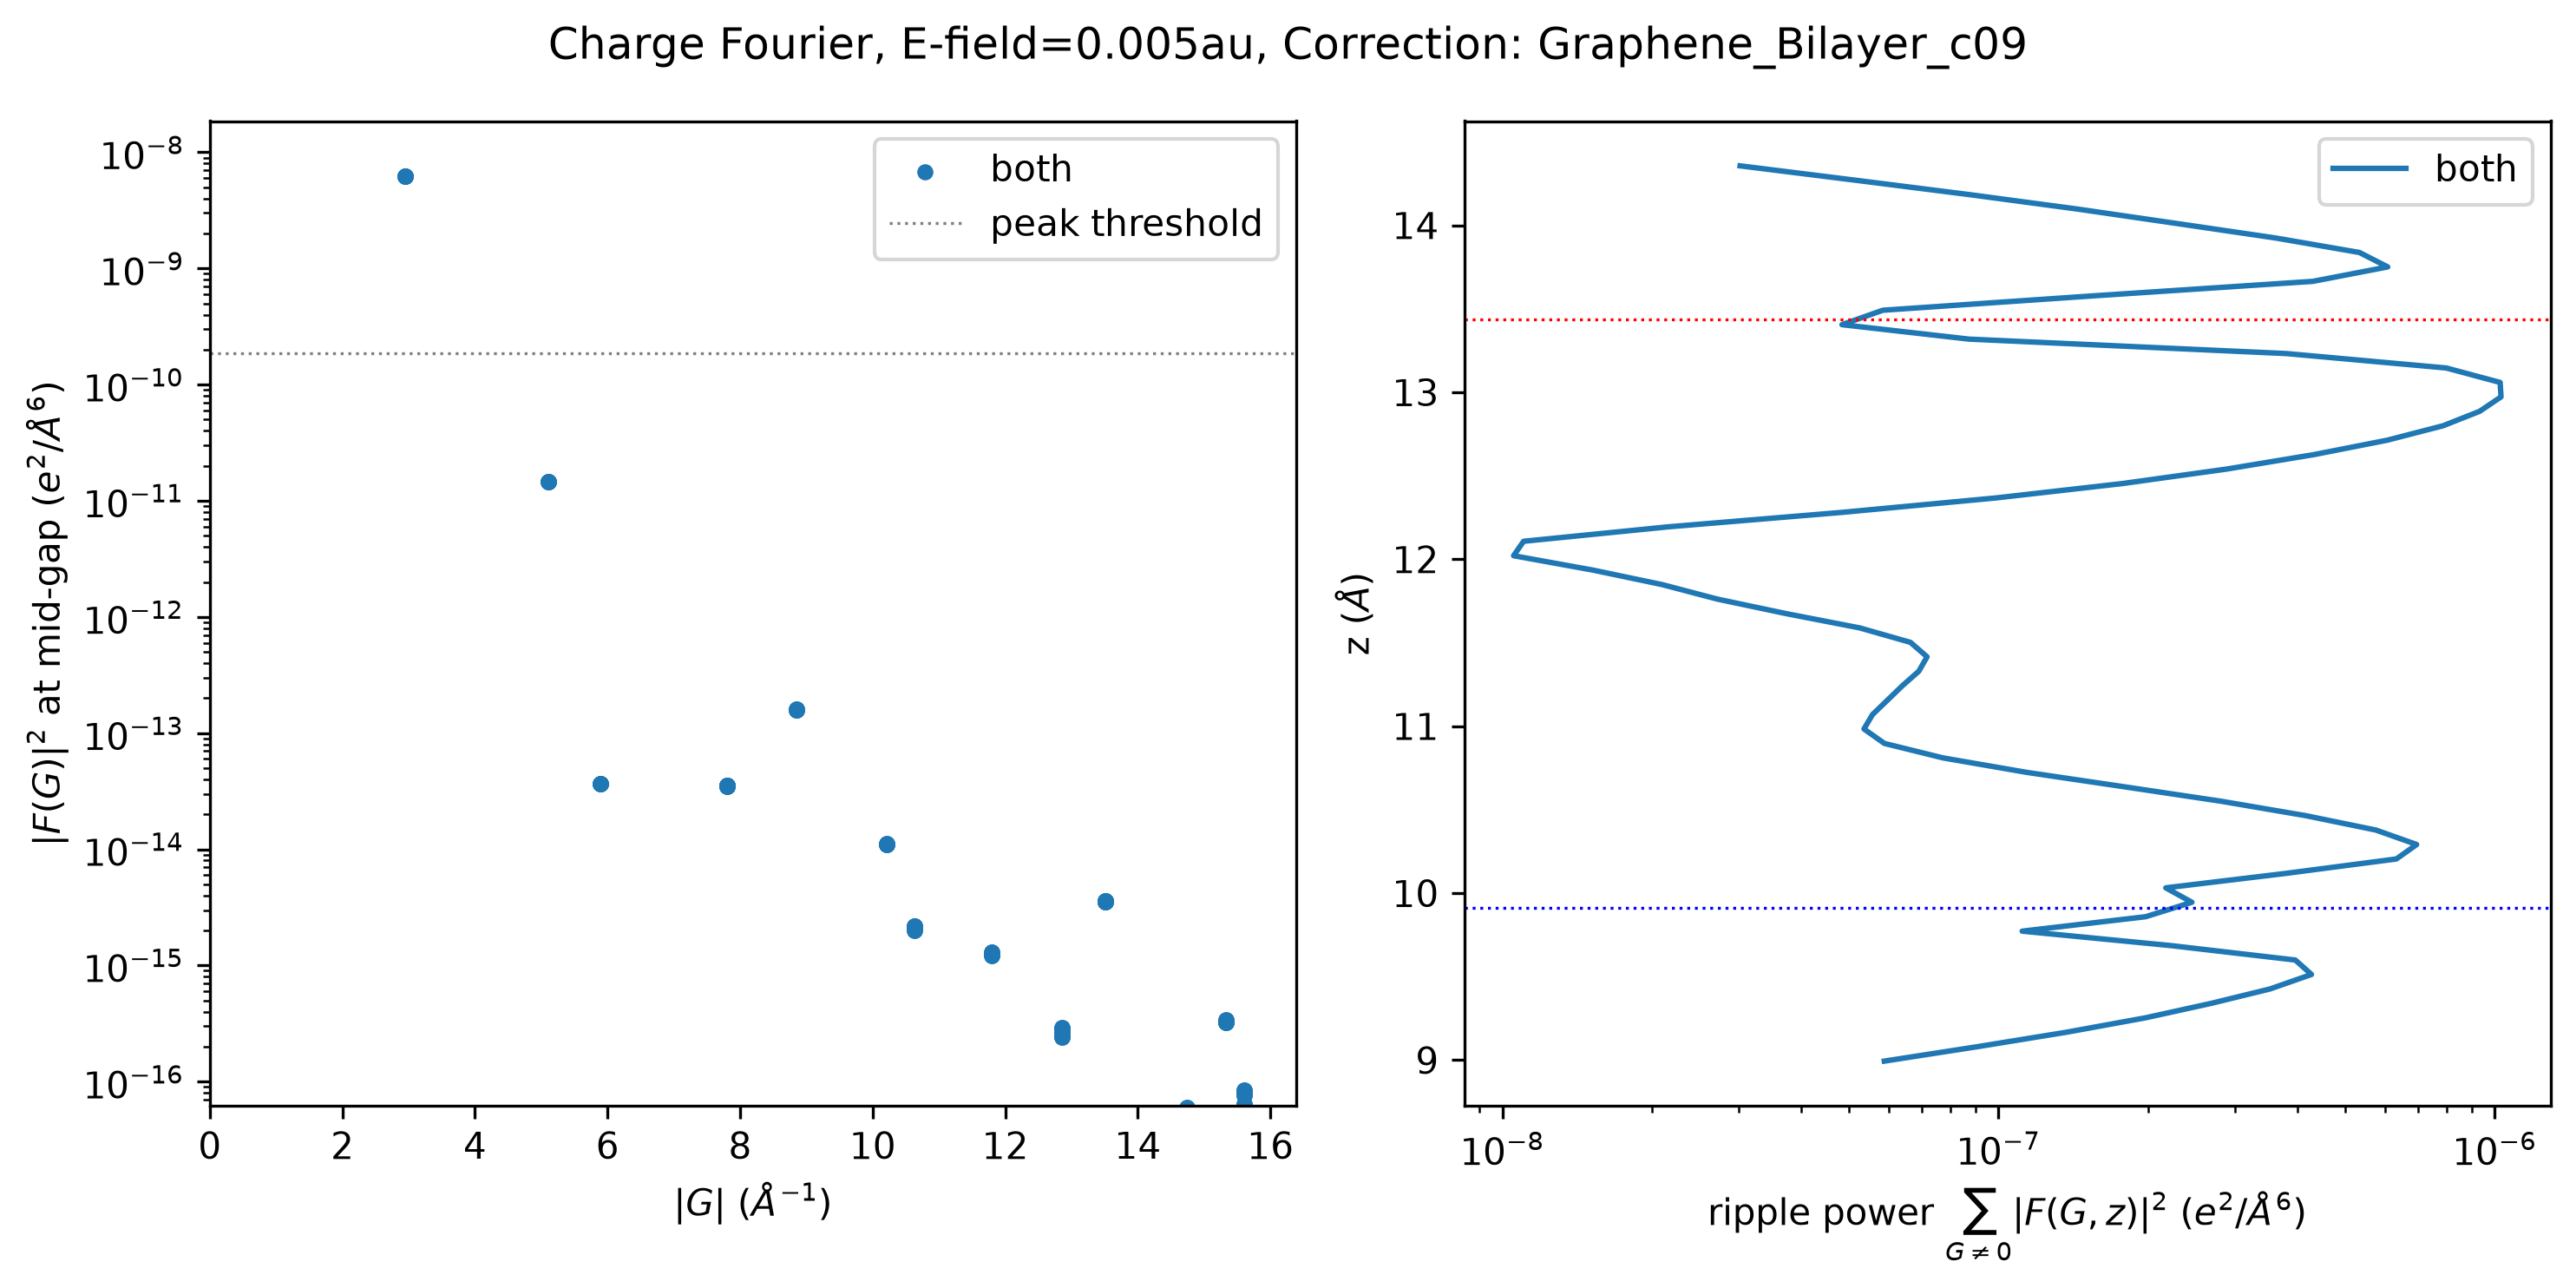 Charge Fourier, E-field=0.005au, Correction: Graphene_Bilayer_c09
|F(G)|² at mid-gap (e²/Å⁶)
10⁻⁸
10⁻⁹
10⁻¹⁰
10⁻¹¹
10⁻¹²
10⁻¹³
10⁻¹⁴
10⁻¹⁵
10⁻¹⁶
both
peak threshold
0 2 4 6 8 10 12 14 16
|G| (Å⁻¹)
z (Å)
14
13
12
11
10
9
both
10⁻⁸ 10⁻⁷ 10⁻⁶
ripple power ∑ |F(G, z)|² (e²/Å⁶)
G ≠ 0